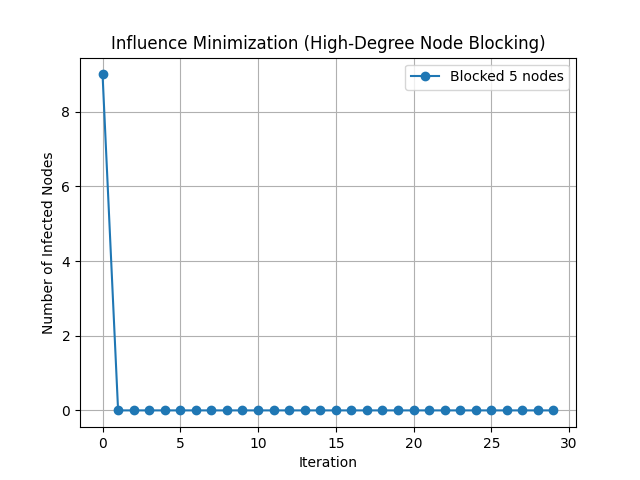 Influence Minimization (High-Degree Node Blocking)
Blocked 5 nodes
Number of Infected Nodes
8
6
4
2
0
0 5 10 15 20 25 30
Iteration